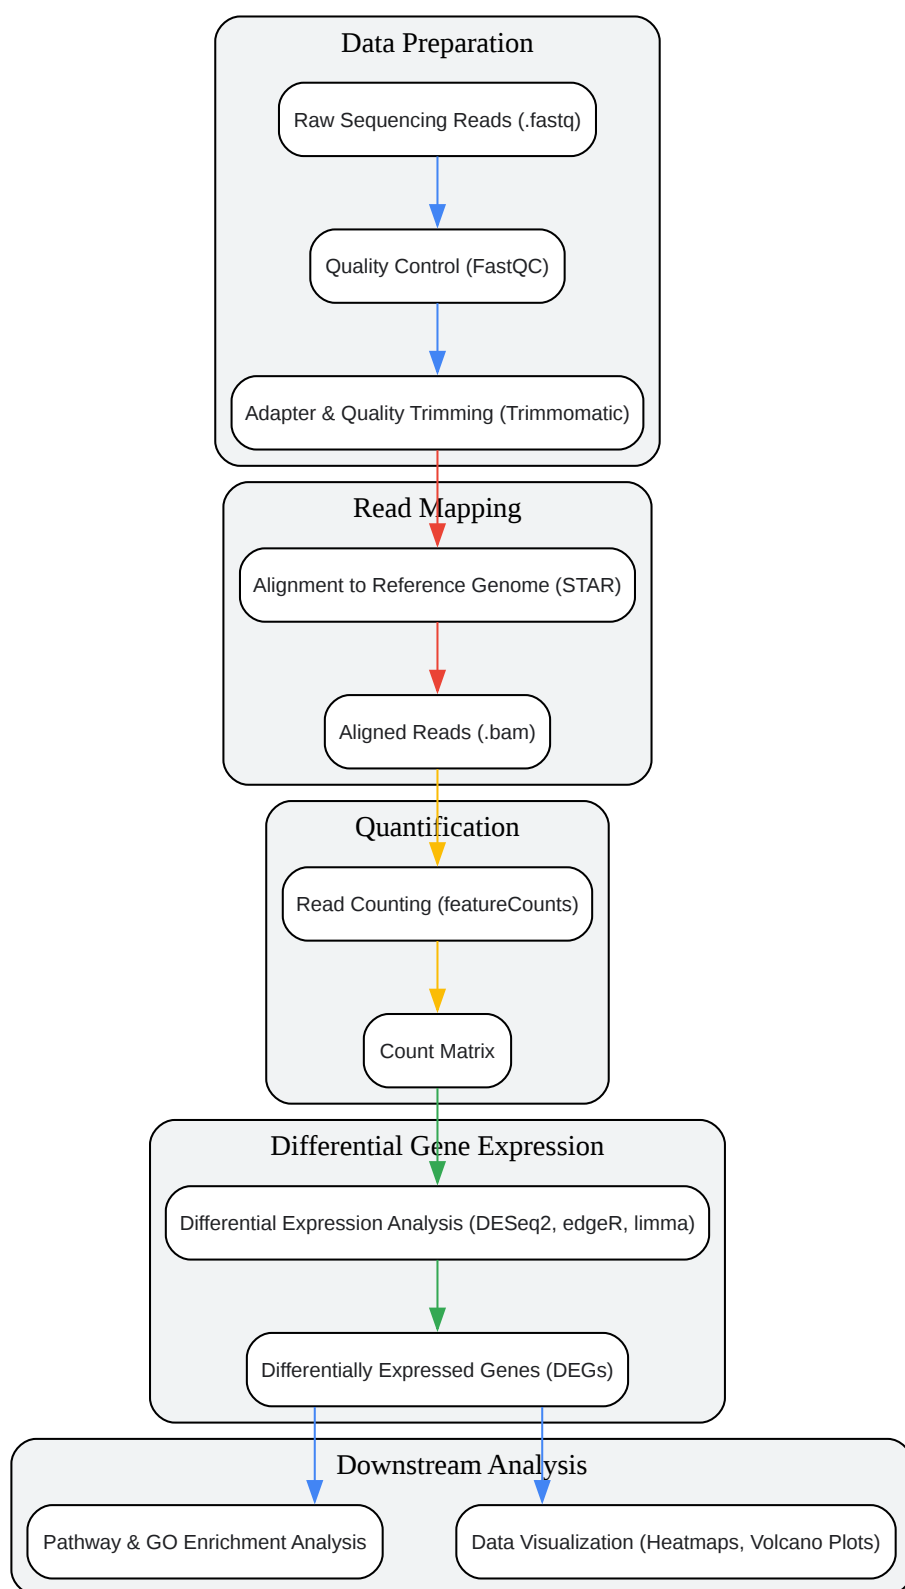 Data Preparation
Raw Sequencing Reads (.fastq)
Quality Control (FastQC)
Adapter & Quality Trimming (Trimmomatic)
Read Mapping
Alignment to Reference Genome (STAR)
Aligned Reads (.bam)
Quantification
Read Counting (featureCounts)
Count Matrix
Differential Gene Expression
Differential Expression Analysis (DESeq2, edgeR, limma)
Differentially Expressed Genes (DEGs)
Downstream Analysis
Pathway & GO Enrichment Analysis
Data Visualization (Heatmaps, Volcano Plots)